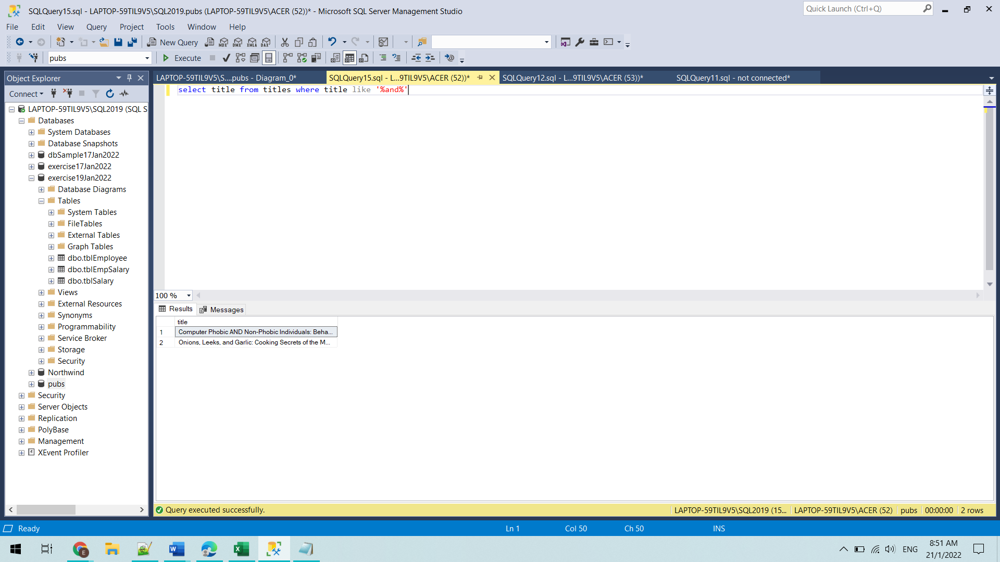 SQLQuery15.sql - LAPTOP-59TIL9V5\SQL2019.pubs (LAPTOP-59TIL9V5\ACER (52))* - Microsoft SQL Server Management Studio
Quick Launch (Ctrl+Q)
File Edit View Query Project Tools Window Help
New Query MDX DMX XMLA DAX
pubs Execute
Object Explorer
LAPTOP-59TIL9V5\S....pubs - Diagram_0* SQLQuery15.sql - L...9TIL9V5\ACER (52))* SQLQuery12.sql - L...9TIL9V5\ACER (53))* SQLQuery11.sql - not connected*
Connect
select title from titles where title like '%and%'
LAPTOP-59TIL9V5\SQL2019 (SQL S
Databases
System Databases
Database Snapshots
dbSample17Jan2022
exercise17Jan2022
exercise19Jan2022
Database Diagrams
Tables
System Tables
FileTables
External Tables
Graph Tables
dbo.tblEmployee
dbo.tblEmpSalary
dbo.tblSalary
Views
External Resources
Synonyms
Programmability
Service Broker
Storage
Security
Northwind
pubs
Security
Server Objects
Replication
PolyBase
Management
XEvent Profiler
100 %
Results Messages
title
1 Computer Phobic AND Non-Phobic Individuals: Beha...
2 Onions, Leeks, and Garlic: Cooking Secrets of the M...
Query executed successfully. LAPTOP-59TIL9V5\SQL2019 (15... LAPTOP-59TIL9V5\ACER (52) pubs 00:00:00 2 rows
Ready Ln 1 Col 50 Ch 50 INS
E ENG 8:51 AM
21/1/2022